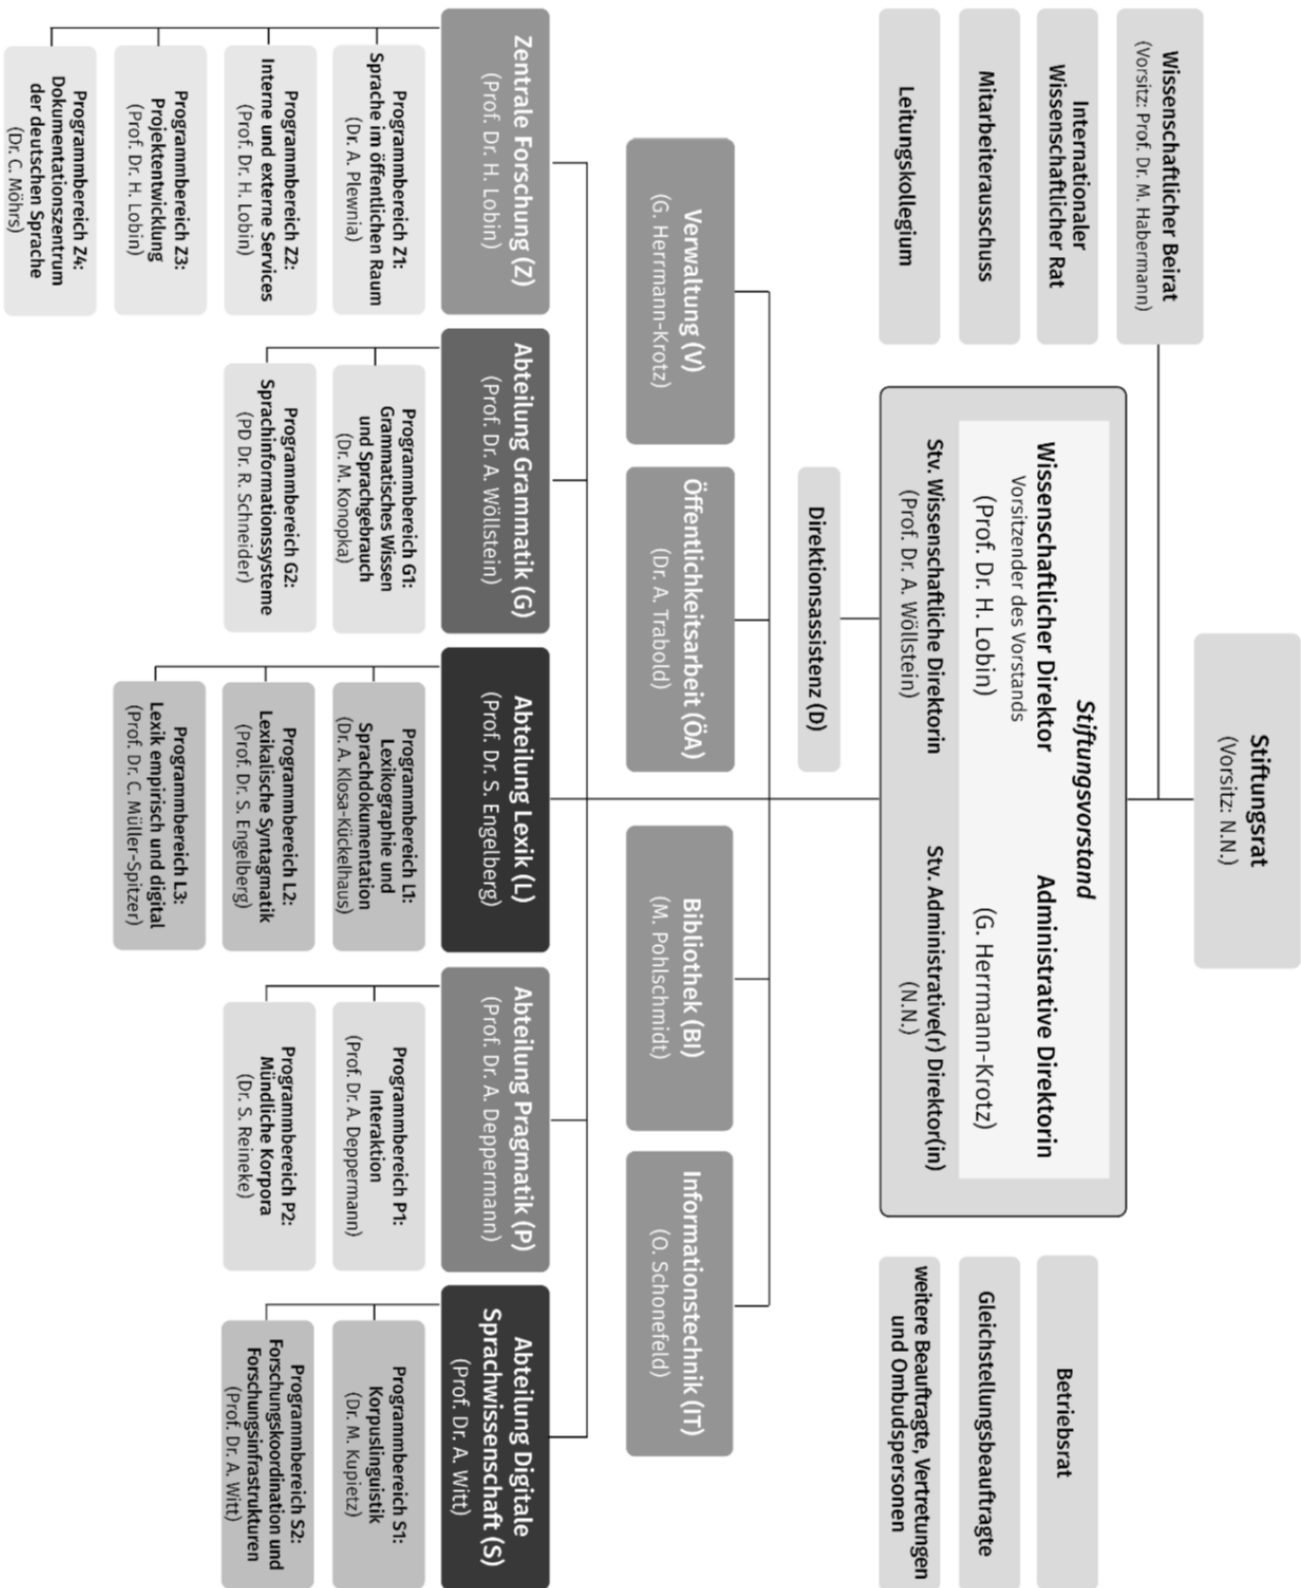 Stiftungsrat
(Vorsitz: N.N.)
Wissenschaftlicher Beirat
(Vorsitz: Prof. Dr. M. Habermann)
Internationaler
Wissenschaftlicher Rat
Mitarbeiterausschuss
Leitungskollegium
Stiftungsvorstand
Wissenschaftlicher Direktor
Vorsitzender des Vorstands
(Prof. Dr. H. Lobin)
Stv. Wissenschaftliche Direktorin
(Prof. Dr. A. Wöllstein)
Administrative Direktorin
(G. Herrmann-Krotz)
Stv. Administrative(r) Direktor(in)
(N.N.)
Betriebsrat
Gleichstellungsbeauftragte
weitere Beauftragte, Vertretungen
und Ombudspersonen
Direktionsassistenz (D)
Verwaltung (V)
(G. Herrmann-Krotz)
Öffentlichkeitsarbeit (ÖA)
(Dr. A. Trabold)
Bibliothek (BI)
(M. Pohlschmidt)
Informationstechnik (IT)
(O. Schonefeld)
Zentrale Forschung (Z)
(Prof. Dr. H. Lobin)
Programmbereich Z1:
Sprache im öffentlichen Raum
(Dr. A. Plewnia)
Programmbereich Z2:
Interne und externe Services
(Prof. Dr. H. Lobin)
Programmbereich Z3:
Projektentwicklung
(Prof. Dr. H. Lobin)
Programmbereich Z4:
Dokumentationszentrum
der deutschen Sprache
(Dr. C. Möhrs)
Abteilung Grammatik (G)
(Prof. Dr. A. Wöllstein)
Programmbereich G1:
Grammatisches Wissen
und Sprachgebrauch
(Dr. M. Konopka)
Programmbereich G2:
Sprachinformationssysteme
(PD Dr. R. Schneider)
Abteilung Lexik (L)
(Prof. Dr. S. Engelberg)
Programmbereich L1:
Lexikographie und
Sprachdokumentation
(Dr. A. Klosa-Kückelhaus)
Programmbereich L2:
Lexikalische Syntagmatik
(Prof. Dr. S. Engelberg)
Programmbereich L3:
Lexik empirisch und digital
(Prof. Dr. C. Müller-Spitzer)
Abteilung Pragmatik (P)
(Prof. Dr. A. Deppermann)
Programmbereich P1:
Interaktion
(Prof. Dr. A. Deppermann)
Programmbereich P2:
Mündliche Korpora
(Dr. S. Reineke)
Abteilung Digitale
Sprachwissenschaft (S)
(Prof. Dr. A. Witt)
Programmbereich S1:
Korpuslinguistik
(Dr. M. Kupietz)
Programmbereich S2:
Forschungskoordination und
Forschungsinfrastrukturen
(Prof. Dr. A. Witt)